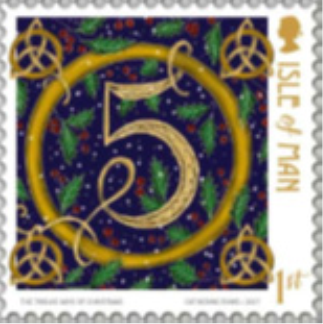 5
ISLE of MAN
1st
THE TWELVE DAYS OF CHRISTMAS